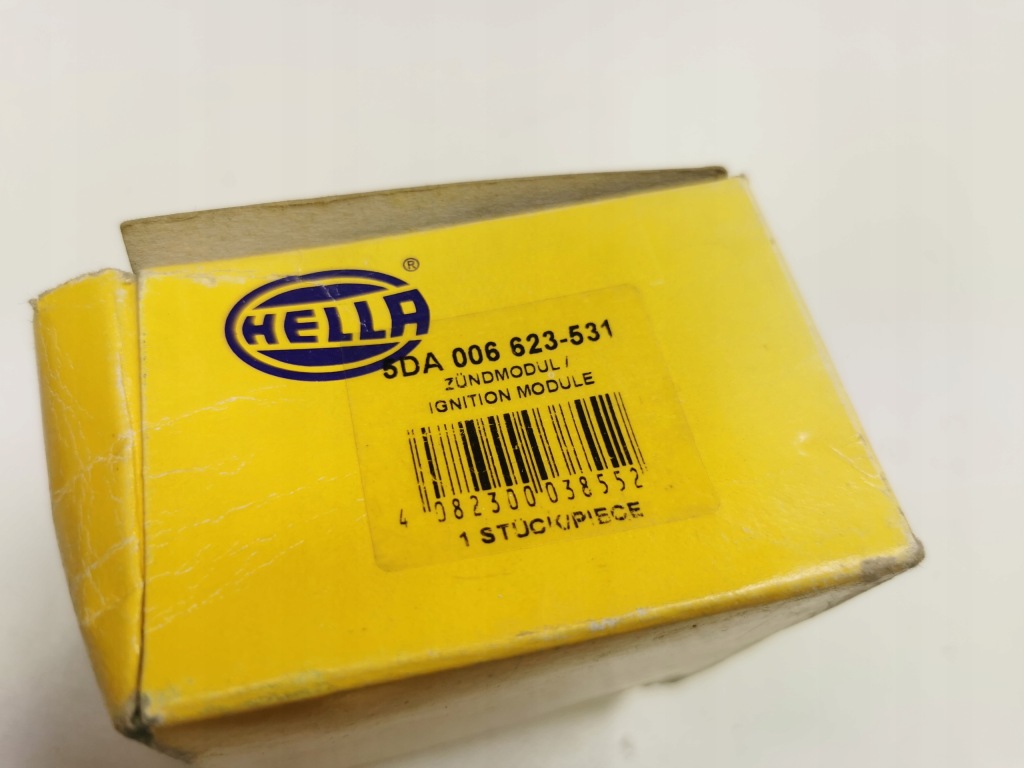 HELLA ®
5DA 006 623-531
ZÜNDMODUL /
IGNITION MODULE
4 082300 038552
1 STÜCK/PIECE